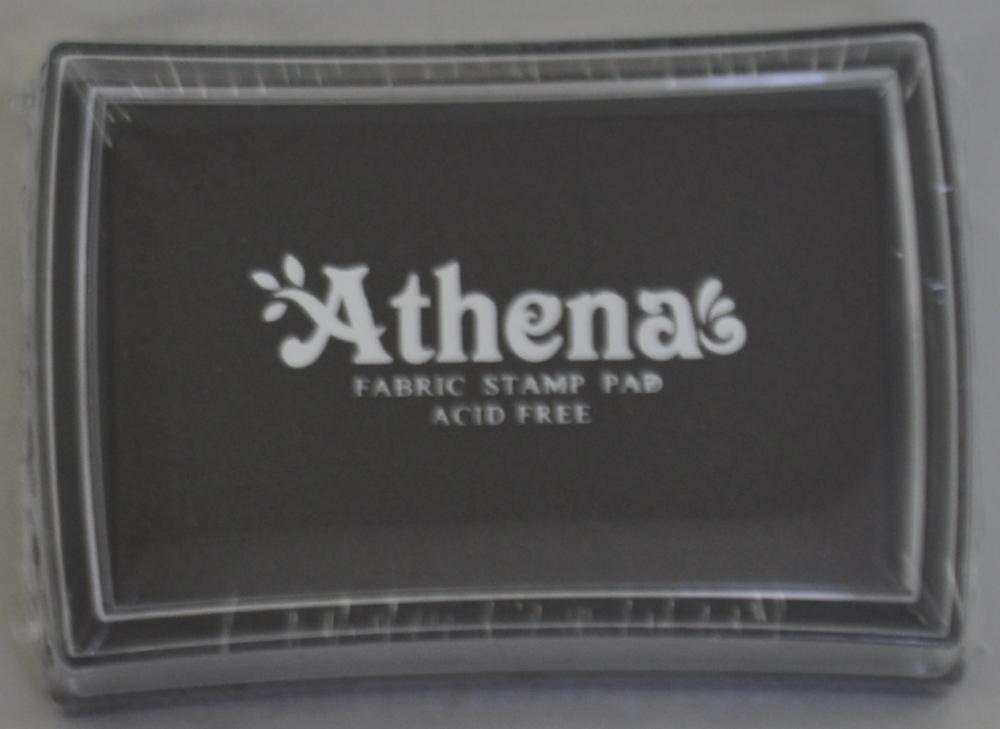 Athena
FABRIC STAMP PAD
ACID FREE